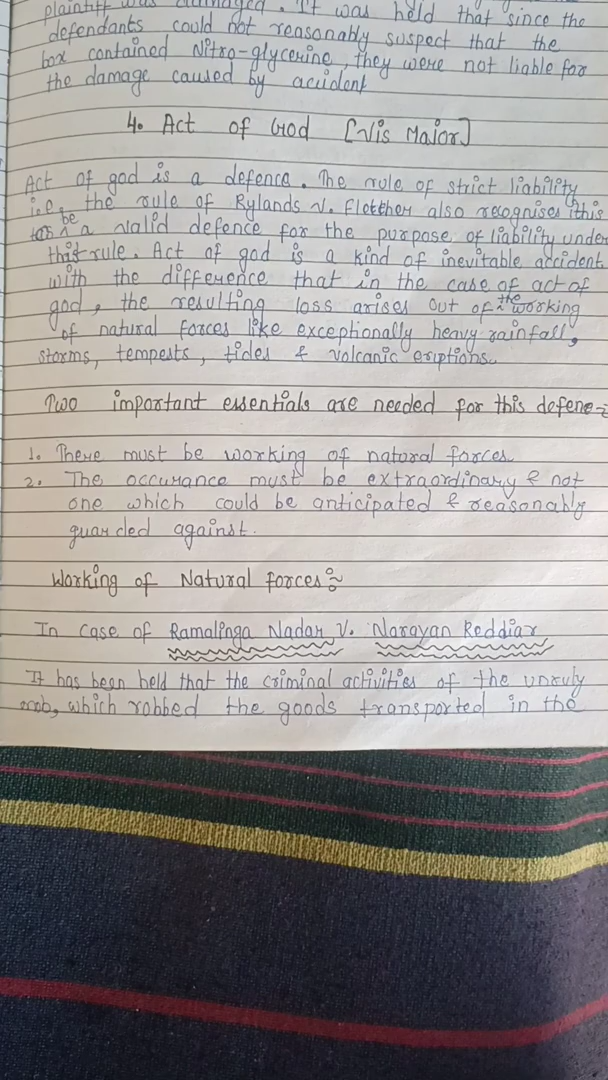 plaintiff was damaged. It was held that since the
defendants could not reasonably suspect that the
box contained Nitro-glycerine, they were not liable for
the damage caused by aciident
4. Act of God [Vis Major]
Act of god is a defence. The rule of strict liability
i.e. the rule of Rylands v. Fletcher also recognises this
to be a valid defence for the purpose of liability under
this rule. Act of god is a kind of inevitable accident
with the difference that in the case of act of
god, the resulting loss arises out of the working
of natural forces like exceptionally heavy rainfall,
storms, tempests, tides & volcanic eruptions.
Two important essentials are needed for this defene:-
1. There must be working of natural forces.
2. The occurance must be extraordinary & not
one which could be anticipated & reasonably
guarded against.
Working of Natural forces:-
In case of Ramalinga Nadar V. Narayan Reddiar
It has been held that the criminal activities of the unruly
mob, which robbed the goods transported in the